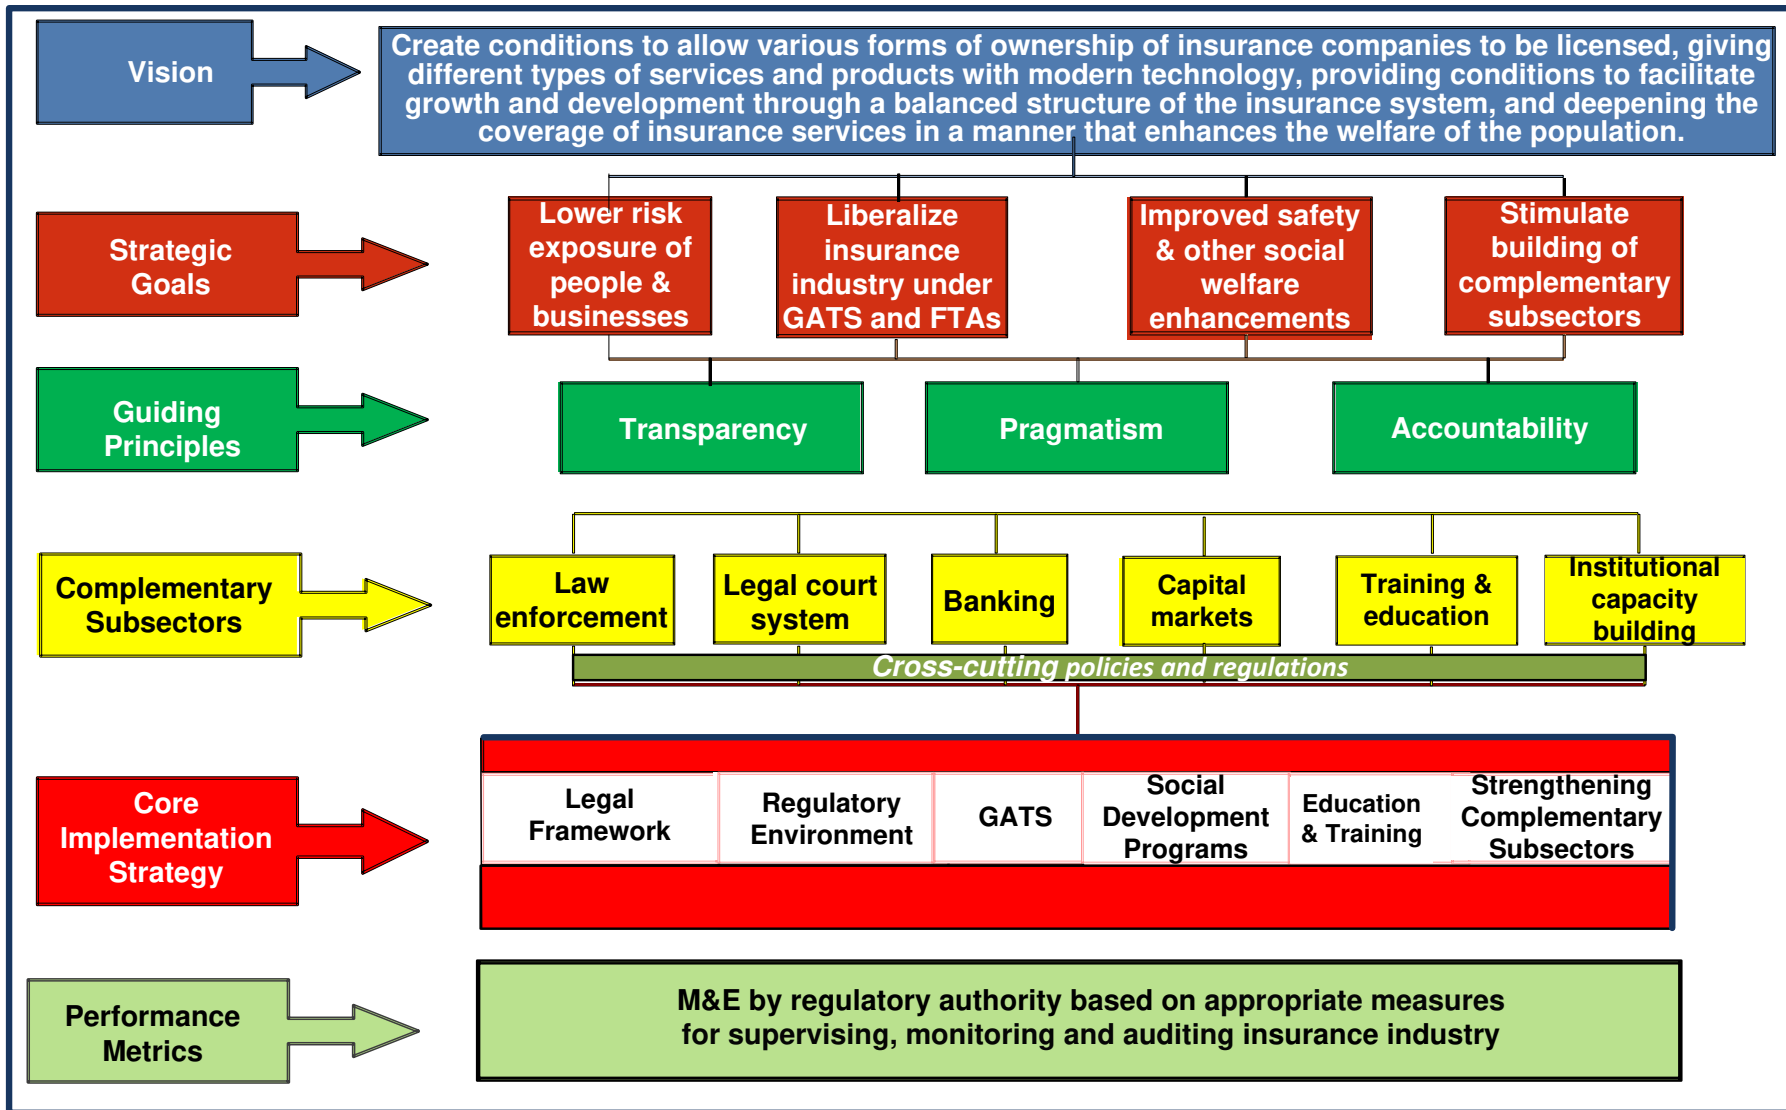 Vision
Create conditions to allow various forms of ownership of insurance companies to be licensed, giving
different types of services and products with modern technology, providing conditions to facilitate
growth and development through a balanced structure of the insurance system, and deepening the
coverage of insurance services in a manner that enhances the welfare of the population.
Strategic
Goals
Lower risk
exposure of
people &
businesses
Liberalize
insurance
industry under
GATS and FTAs
Improved safety
& other social
welfare
enhancements
Stimulate
building of
complementary
subsectors
Guiding
Principles
Transparency
Pragmatism
Accountability
Complementary
Subsectors
Law
enforcement
Legal court
system
Banking
Capital
markets
Training &
education
Institutional
capacity
building
Cross-cutting policies and regulations
Core
Implementation
Strategy
Legal
Framework
Regulatory
Environment
GATS
Social
Development
Programs
Education
& Training
Strengthening
Complementary
Subsectors
Performance
Metrics
M&E by regulatory authority based on appropriate measures
for supervising, monitoring and auditing insurance industry